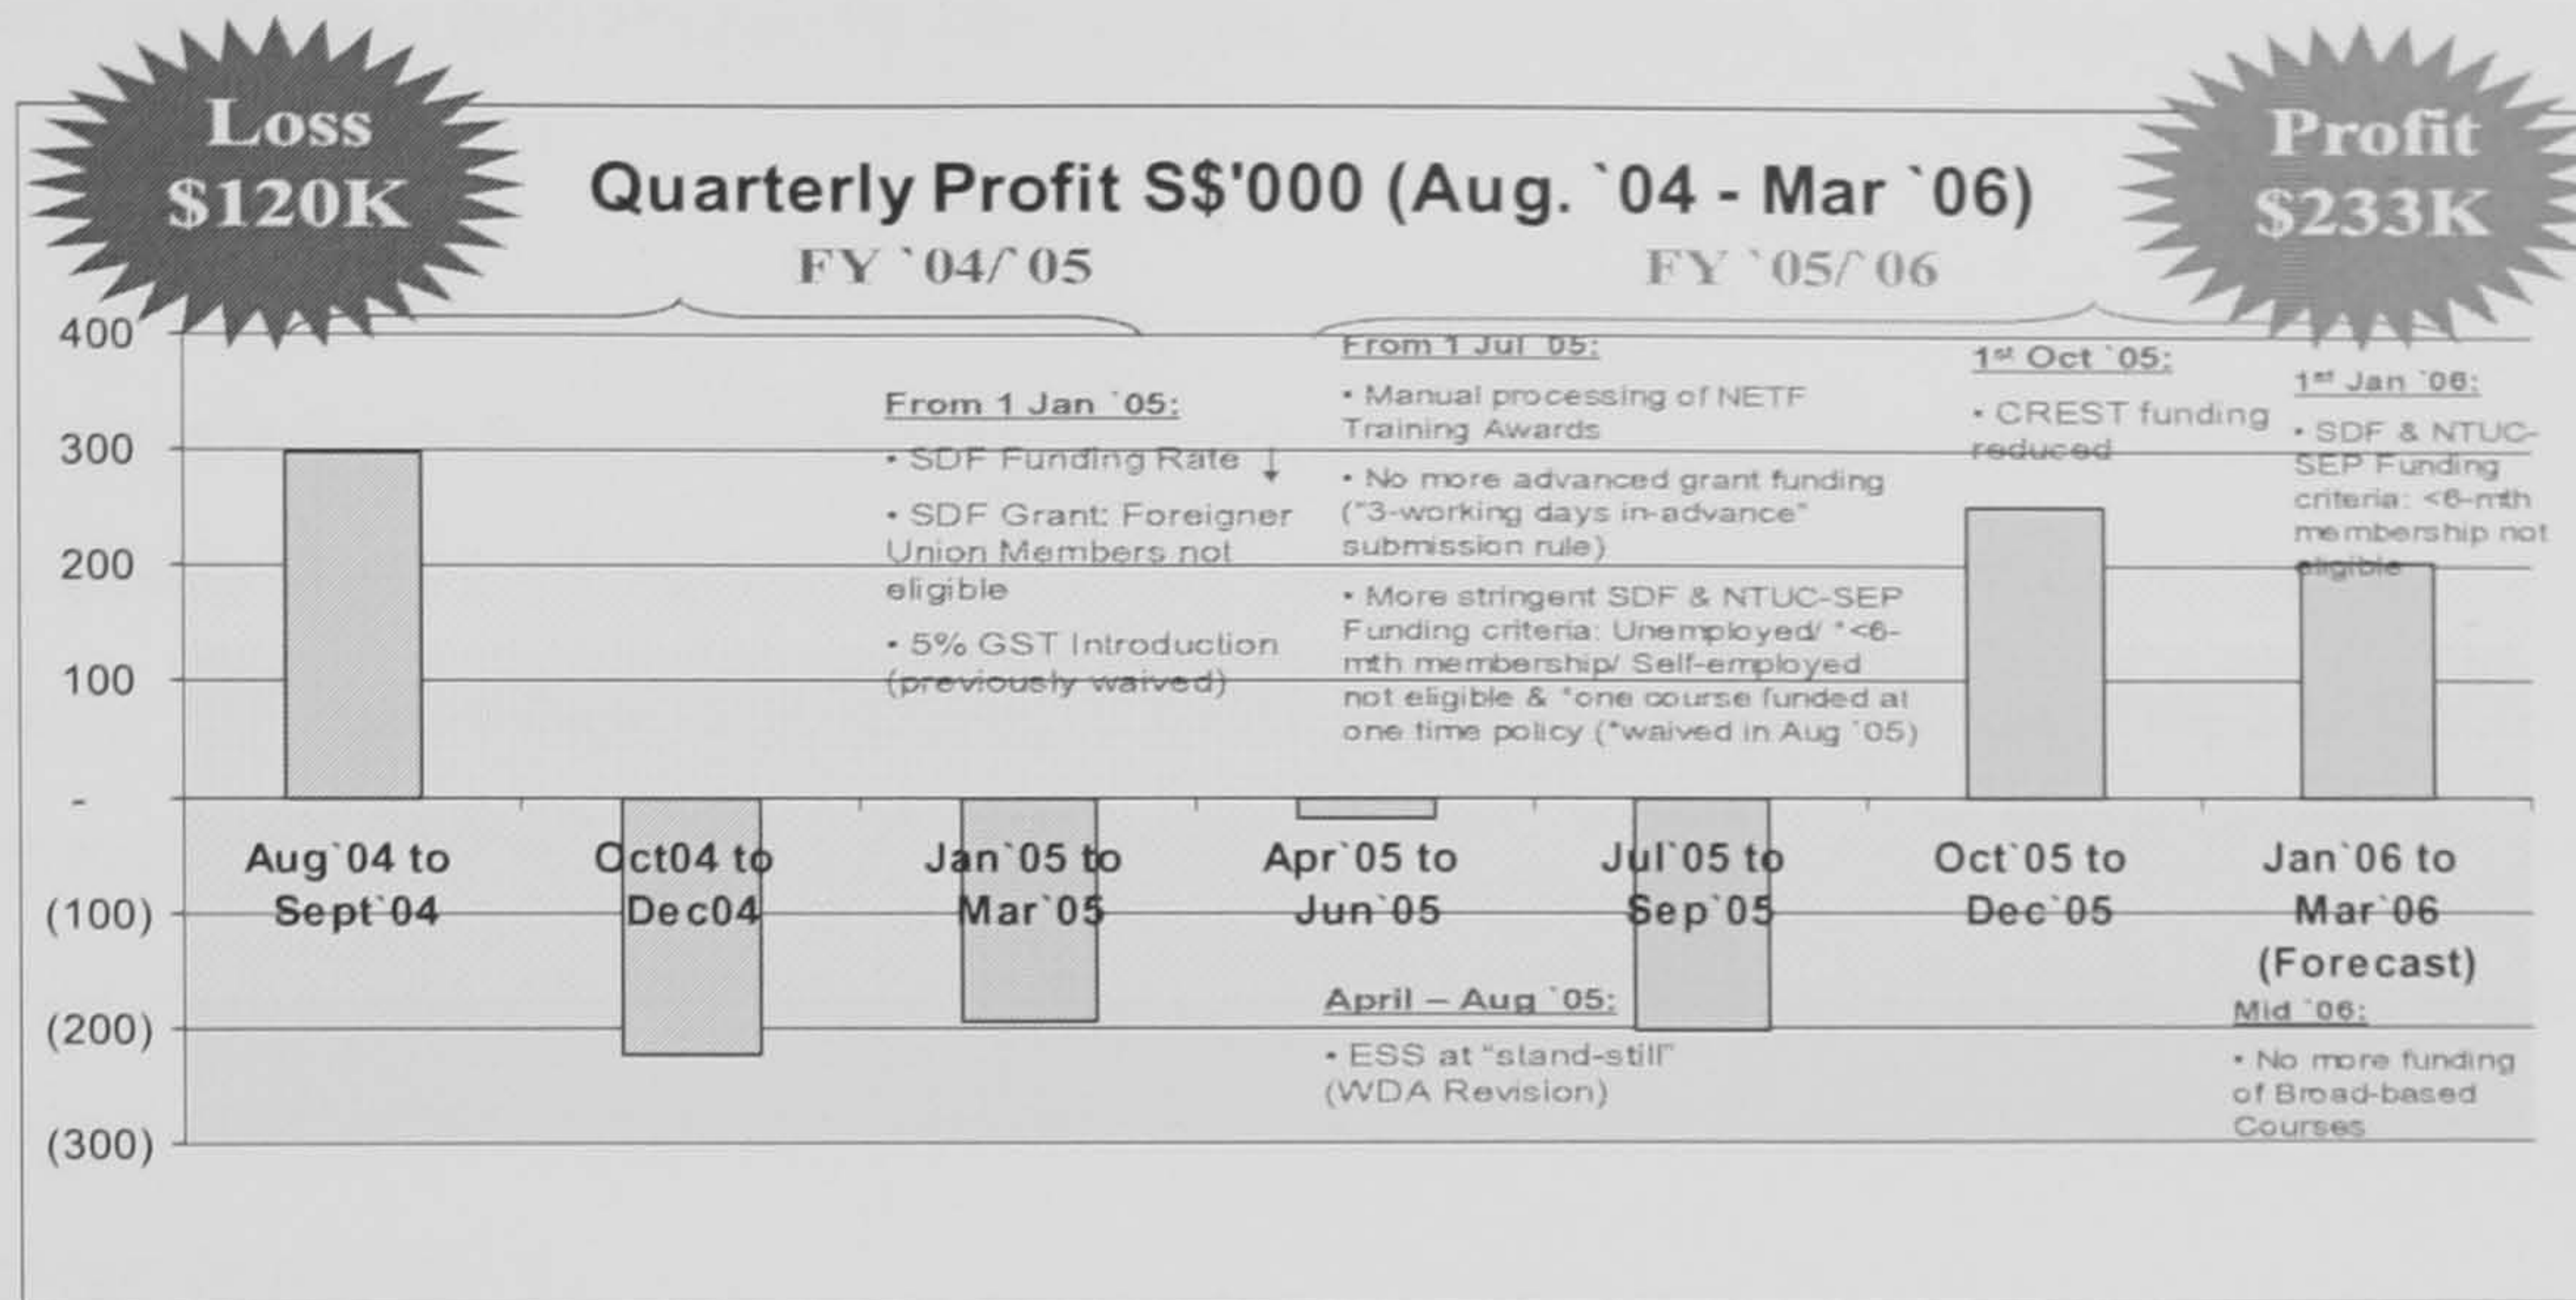 Loss
$120K
Profit
$233K
Quarterly Profit S$'000 (Aug. `04 - Mar `06)
FY `04/`05
FY `05/`06
400
300
200
100
-
(100)
(200)
(300)
From 1 Jan `05:
• SDF Funding Rate ↓
• SDF Grant: Foreigner
Union Members not
eligible
• 5% GST Introduction
(previously waived)
From 1 Jul `05:
• Manual processing of NETF
Training Awards
• No more advanced grant funding
("3-working days in-advance"
submission rule)
• More stringent SDF & NTUC-SEP
Funding criteria: Unemployed/ *<6-
mth membership/ Self-employed
not eligible & *one course funded at
one time policy (*waived in Aug `05)
1st Oct `05:
• CREST funding
reduced
1st Jan `06:
• SDF & NTUC-
SEP Funding
criteria: <6-mth
membership not
eligible
Aug`04 to
Sept`04
Oct04 to
Dec04
Jan`05 to
Mar`05
Apr`05 to
Jun`05
Jul`05 to
Sep`05
Oct`05 to
Dec`05
Jan`06 to
Mar`06
(Forecast)
April – Aug `05:
• ESS at "stand-still"
(WDA Revision)
Mid `06:
• No more funding
of Broad-based
Courses